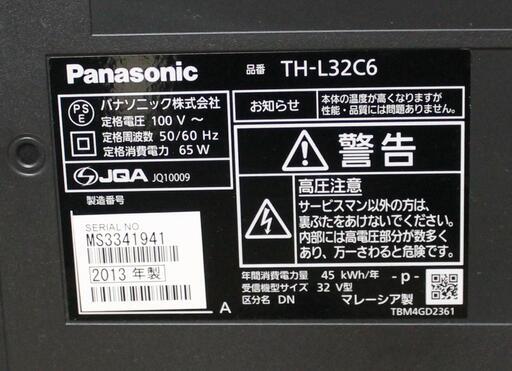 Panasonic
品番 TH-L32C6
PS
E
パナソニック株式会社
定格電圧 100 V ～
定格周波数 50/60 Hz
定格消費電力 65 W
JQA JQ10009
製造番号
SERIAL NO.
MS3341941
2013 年製
A
お知らせ
本体の温度が高くなりますが
性能・品質には問題ありません。
警告
高圧注意
サービスマン以外の方は、
裏ぶたをあけないでください。
内部には高電圧部分が数多く
あり、万一さわると危険です。
年間消費電力量 45 kWh/年
受信機型サイズ 32 V型
区分名 DN
-p-
マレーシア製
TBM4GD2361